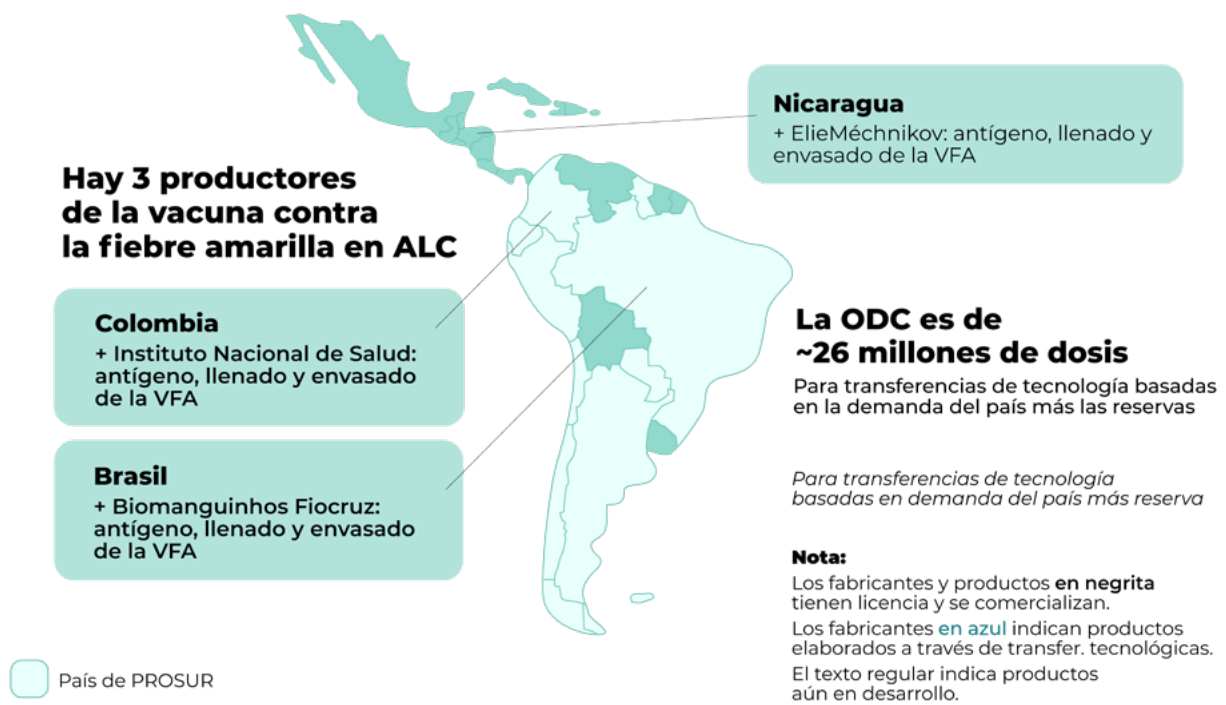 Nicaragua
+ ElieMéchnikov: antígeno, llenado y
envasado de la VFA
Hay 3 productores
de la vacuna contra
la fiebre amarilla en ALC
Colombia
+ Instituto Nacional de Salud:
antígeno, llenado y envasado
de la VFA
Brasil
+ Biomanguinhos Fiocruz:
antígeno, llenado y envasado
de la VFA
La ODC es de
~26 millones de dosis
Para transferencias de tecnología basadas
en la demanda del país más las reservas
Para transferencias de tecnología
basadas en demanda del país más reserva
Nota:
Los fabricantes y productos en negrita
tienen licencia y se comercializan.
Los fabricantes en azul indican productos
elaborados a través de transfer. tecnológicas.
El texto regular indica productos
aún en desarrollo.
País de PROSUR